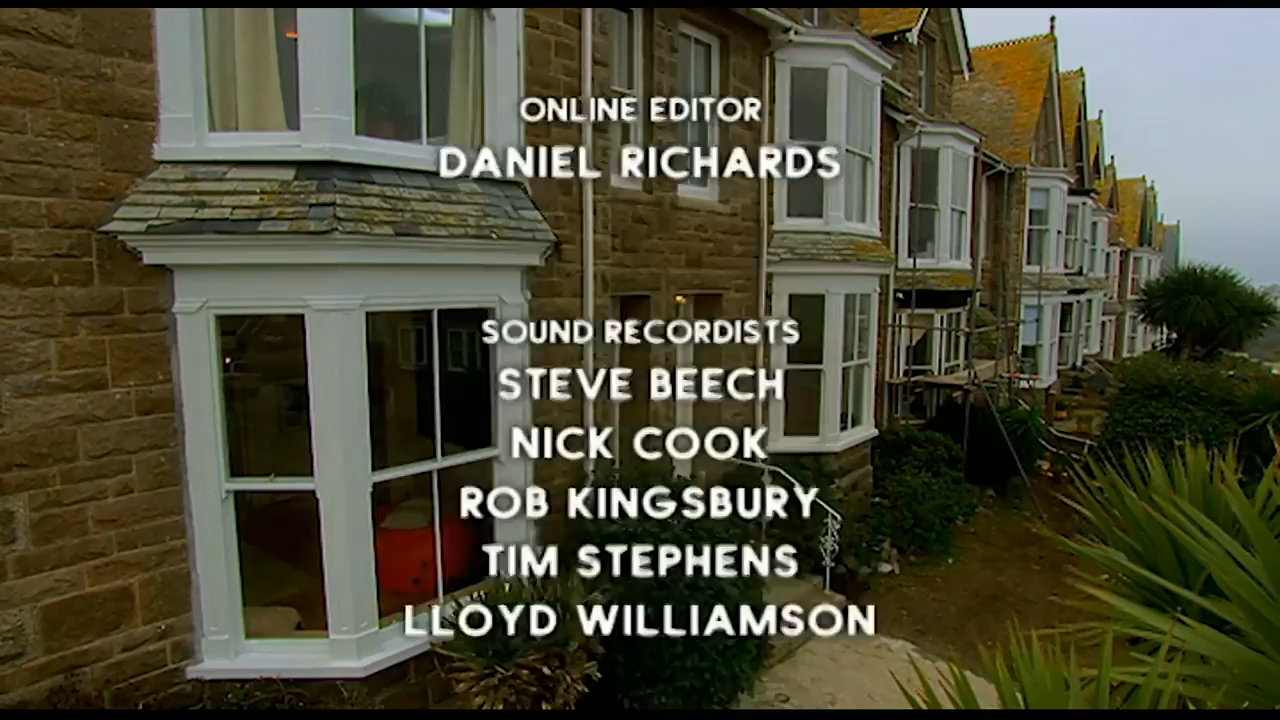 ONLINE EDITOR
DANIEL RICHARDS
SOUND RECORDISTS
STEVE BEECH
NICK COOK
ROB KINGSBURY
TIM STEPHENS
LLOYD WILLIAMSON